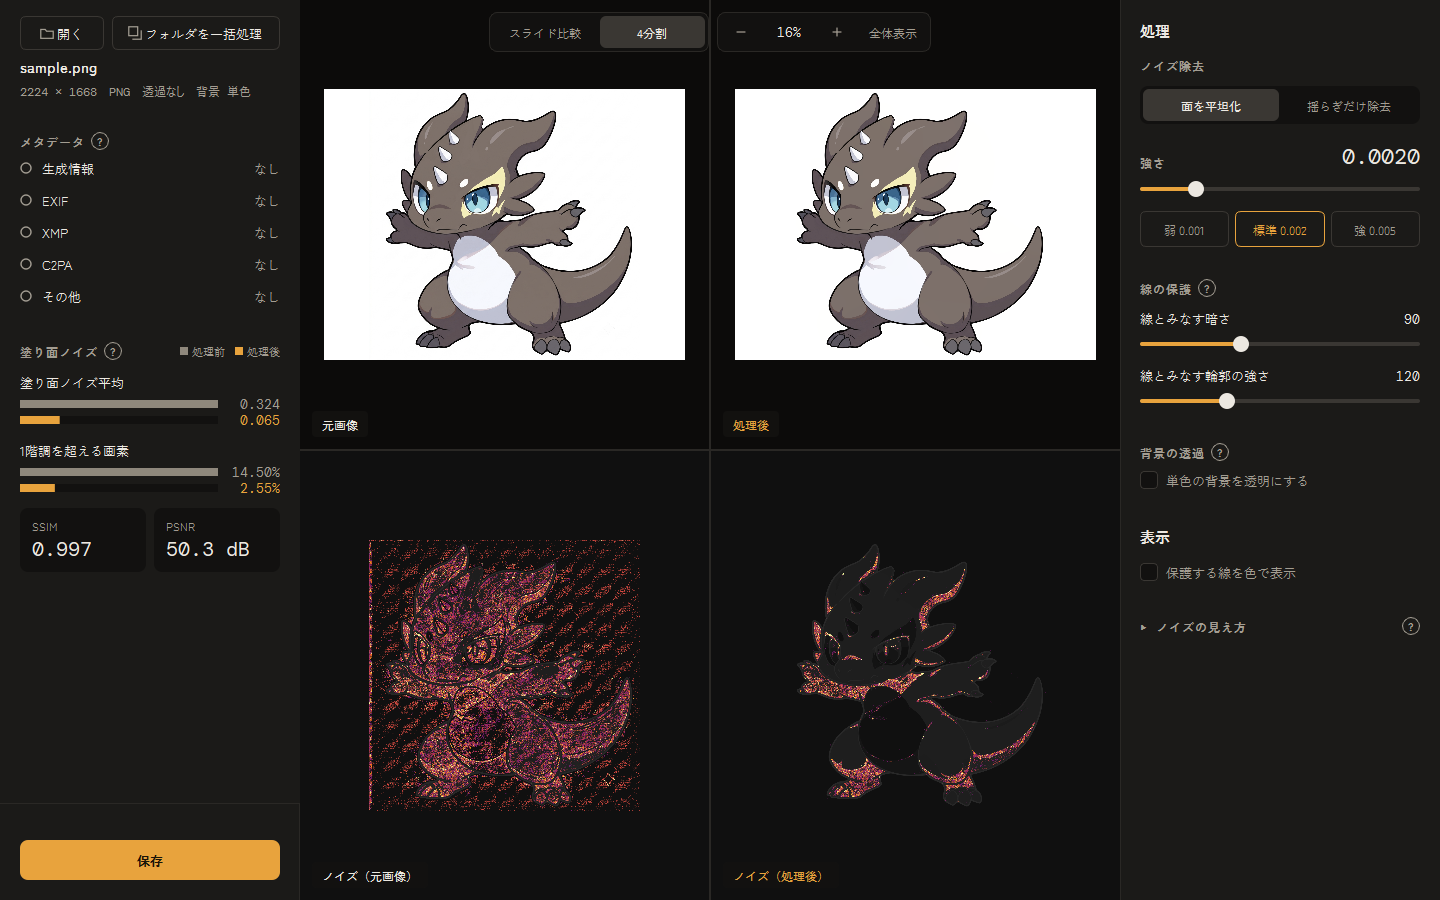 開く
フォルダを一括処理
sample.png
2224 × 1668 PNG 透過なし 背景 単色
メタデータ ?
生成情報 なし
EXIF なし
XMP なし
C2PA なし
その他 なし
塗り面ノイズ ? 処理前 処理後
塗り面ノイズ平均
0.324
0.065
1階調を超える画素
14.50%
2.55%
SSIM
0.997
PSNR
50.3 dB
保存
スライド比較 4分割
− 16% + 全体表示
元画像
処理後
ノイズ（元画像）
ノイズ（処理後）
処理
ノイズ除去
面を平坦化 揺らぎだけ除去
強さ 0.0020
弱 0.001 標準 0.002 強 0.005
線の保護 ?
線とみなす暗さ 90
線とみなす輪郭の強さ 120
背景の透過 ?
単色の背景を透明にする
表示
保護する線を色で表示
ノイズの見え方 ?